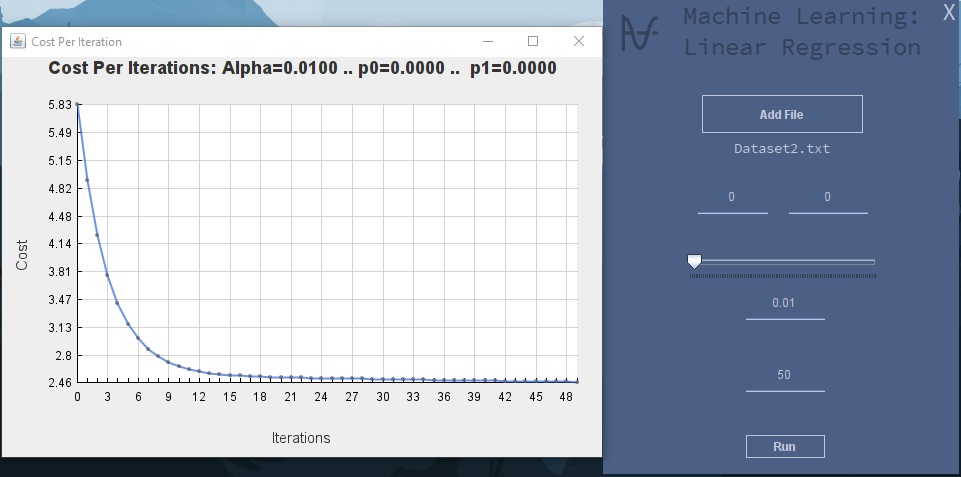 Cost Per Iteration
Cost Per Iterations: Alpha=0.0100 .. p0=0.0000 .. p1=0.0000
5.83
5.49
5.15
4.82
4.48
4.14
3.81
3.47
3.13
2.8
2.46
Cost
0 3 6 9 12 15 18 21 24 27 30 33 36 39 42 45 48
Iterations
X
Machine Learning:
Linear Regression
Add File
Dataset2.txt
0 0
0.01
50
Run